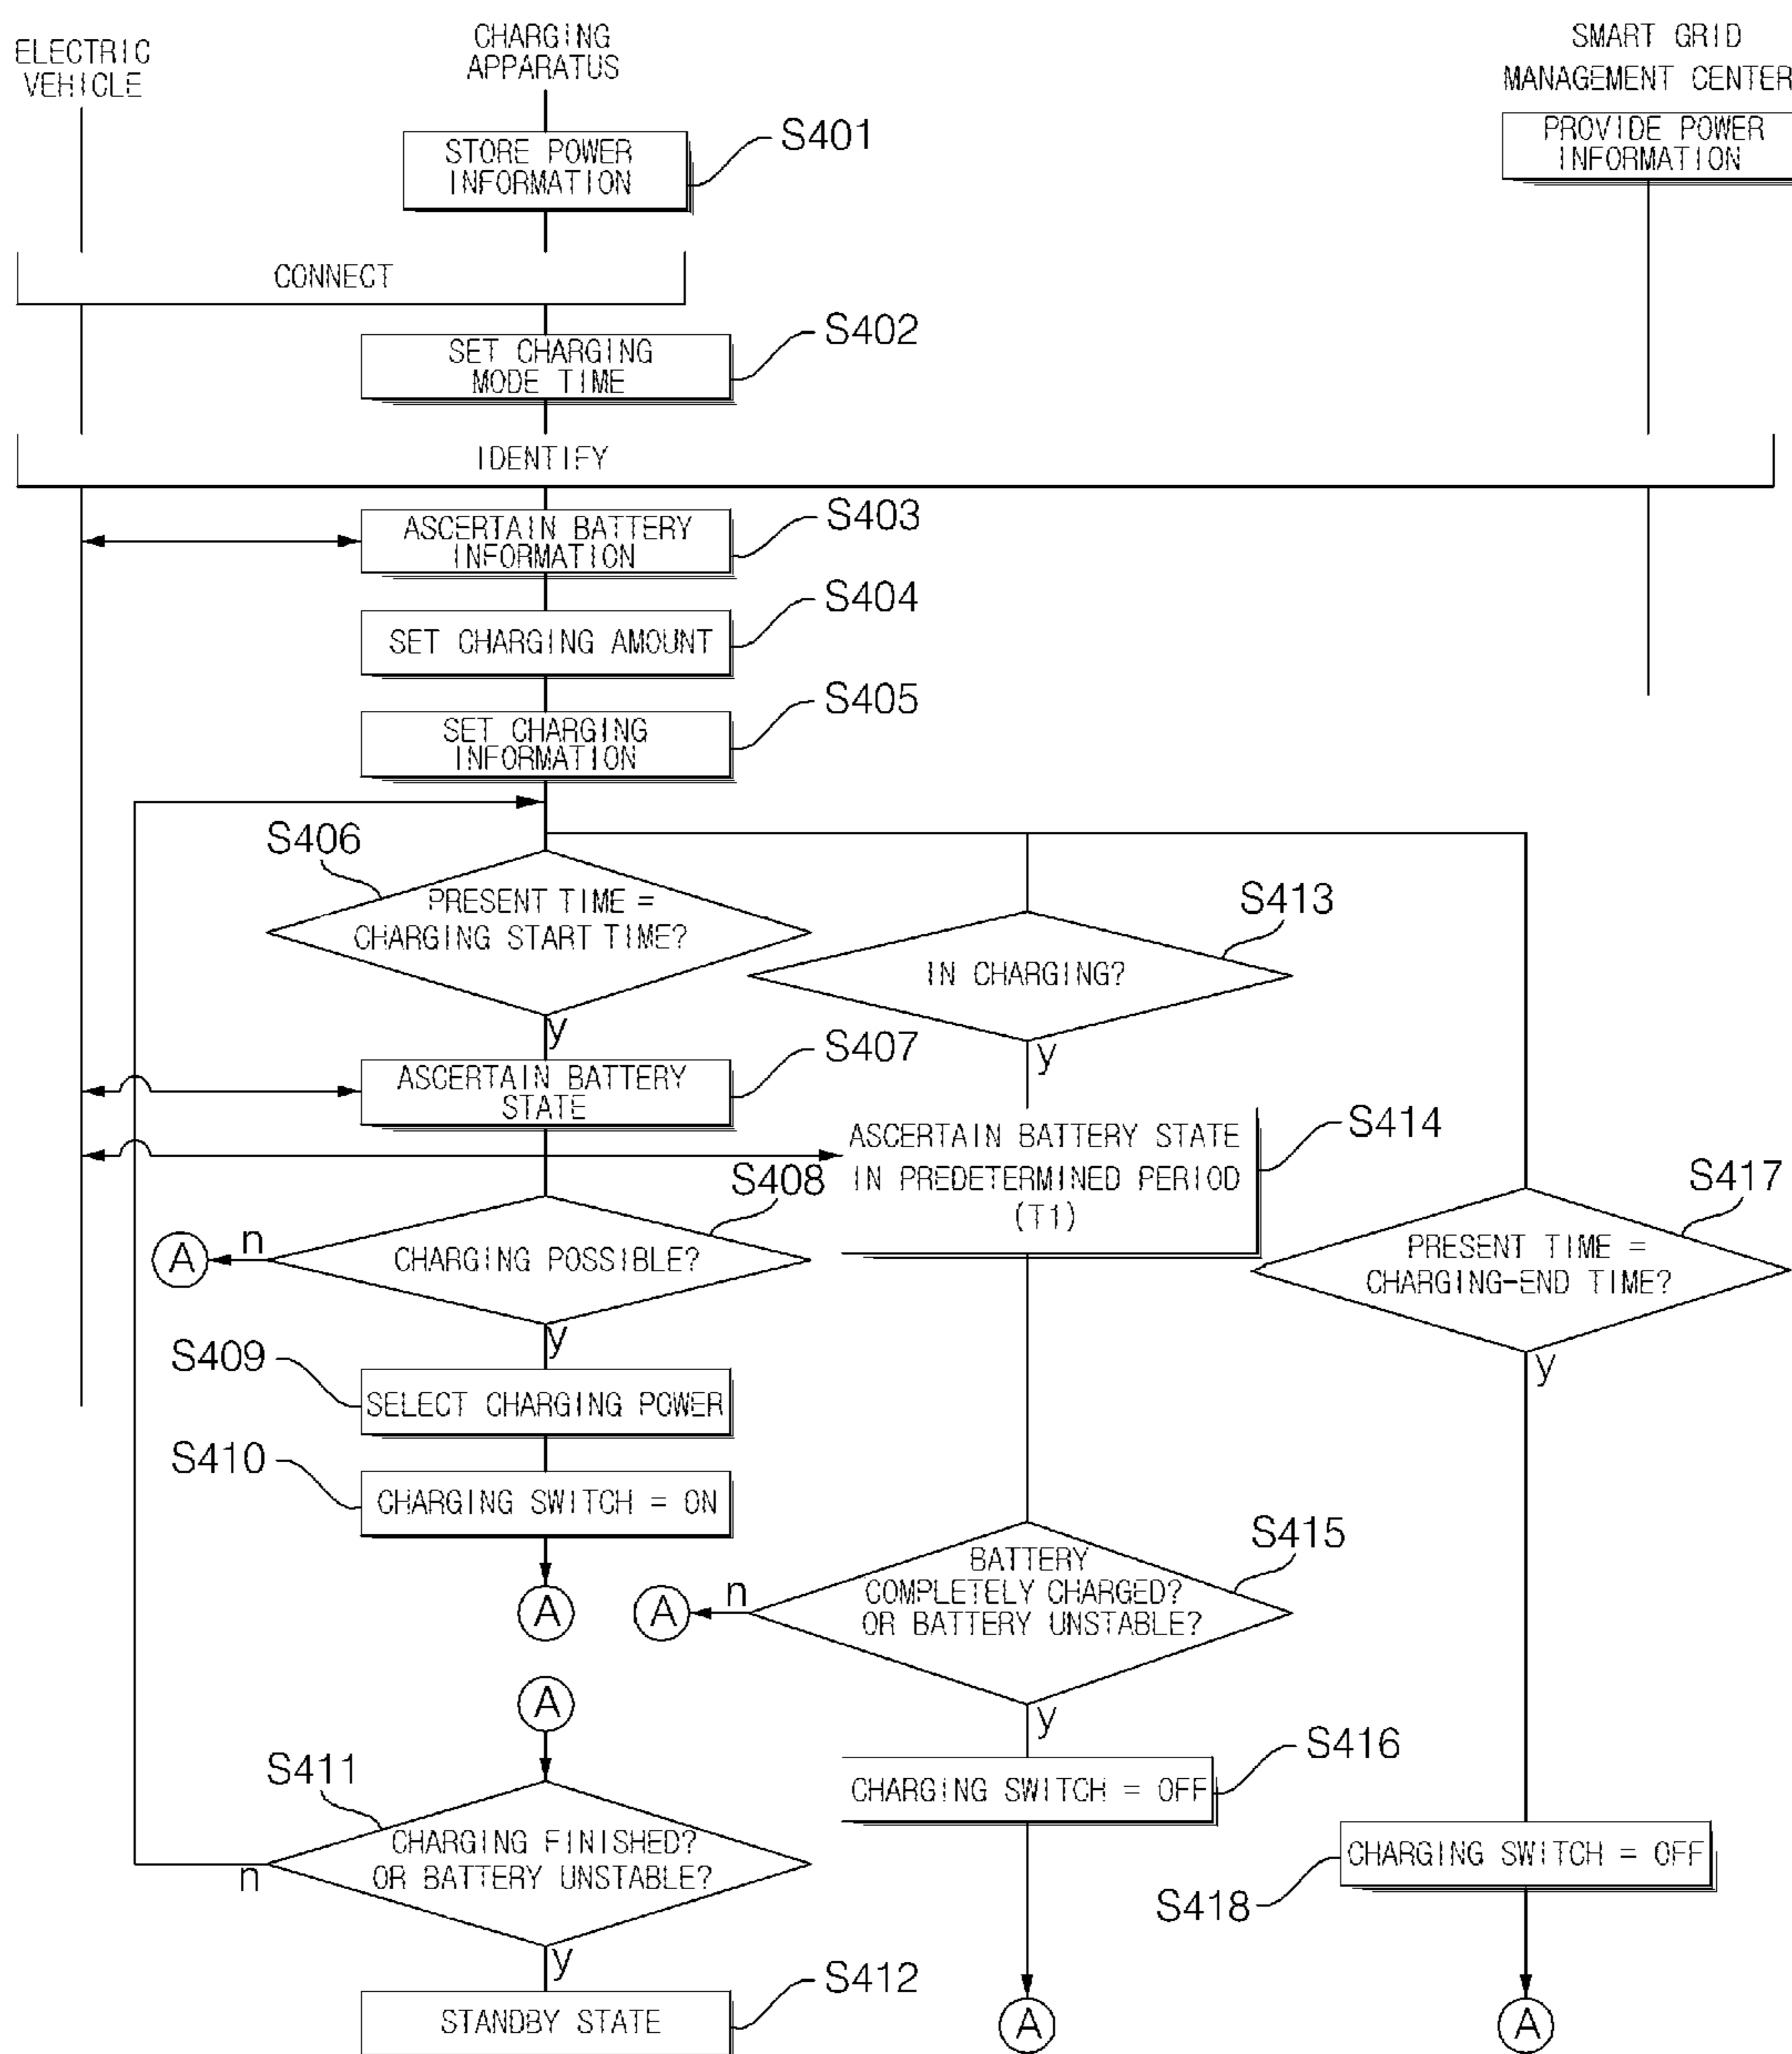 ELECTRIC
VEHICLE
CHARGING
APPARATUS
SMART GRID
MANAGEMENT CENTER
STORE POWER
INFORMATION
S401
PROVIDE POWER
INFORMATION
CONNECT
SET CHARGING
MODE TIME
S402
IDENTIFY
ASCERTAIN BATTERY
INFORMATION
S403
SET CHARGING AMOUNT
S404
SET CHARGING
INFORMATION
S405
S406
PRESENT TIME =
CHARGING START TIME?
y
S413
IN CHARGING?
y
ASCERTAIN BATTERY
STATE
S407
ASCERTAIN BATTERY STATE
IN PREDETERMINED PERIOD
(T1)
S414
S408
CHARGING POSSIBLE?
n
A
y
S417
PRESENT TIME =
CHARGING-END TIME?
y
S409
SELECT CHARGING POWER
S410
CHARGING SWITCH = ON
A
S415
BATTERY
COMPLETELY CHARGED?
OR BATTERY UNSTABLE?
n
A
y
A
S411
CHARGING FINISHED?
OR BATTERY UNSTABLE?
n
y
CHARGING SWITCH = OFF
S416
CHARGING SWITCH = OFF
S418
STANDBY STATE
S412
A
A